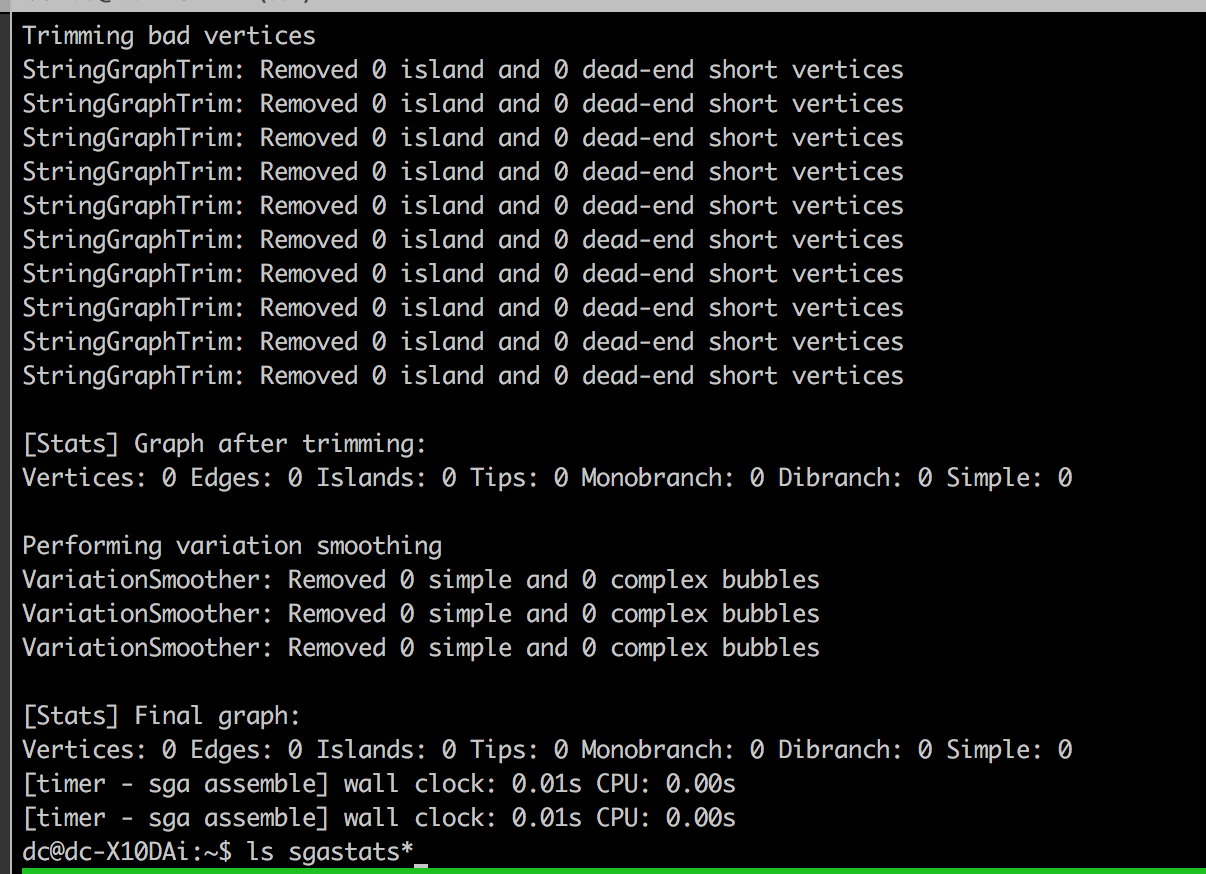 Trimming bad vertices
StringGraphTrim: Removed 0 island and 0 dead-end short vertices
StringGraphTrim: Removed 0 island and 0 dead-end short vertices
StringGraphTrim: Removed 0 island and 0 dead-end short vertices
StringGraphTrim: Removed 0 island and 0 dead-end short vertices
StringGraphTrim: Removed 0 island and 0 dead-end short vertices
StringGraphTrim: Removed 0 island and 0 dead-end short vertices
StringGraphTrim: Removed 0 island and 0 dead-end short vertices
StringGraphTrim: Removed 0 island and 0 dead-end short vertices
StringGraphTrim: Removed 0 island and 0 dead-end short vertices
StringGraphTrim: Removed 0 island and 0 dead-end short vertices
[Stats] Graph after trimming:
Vertices: 0 Edges: 0 Islands: 0 Tips: 0 Monobranch: 0 Dibranch: 0 Simple: 0
Performing variation smoothing
VariationSmoother: Removed 0 simple and 0 complex bubbles
VariationSmoother: Removed 0 simple and 0 complex bubbles
VariationSmoother: Removed 0 simple and 0 complex bubbles
[Stats] Final graph:
Vertices: 0 Edges: 0 Islands: 0 Tips: 0 Monobranch: 0 Dibranch: 0 Simple: 0
[timer - sga assemble] wall clock: 0.01s CPU: 0.00s
[timer - sga assemble] wall clock: 0.01s CPU: 0.00s
dc@dc-X10DAi:~$ ls sgastats*